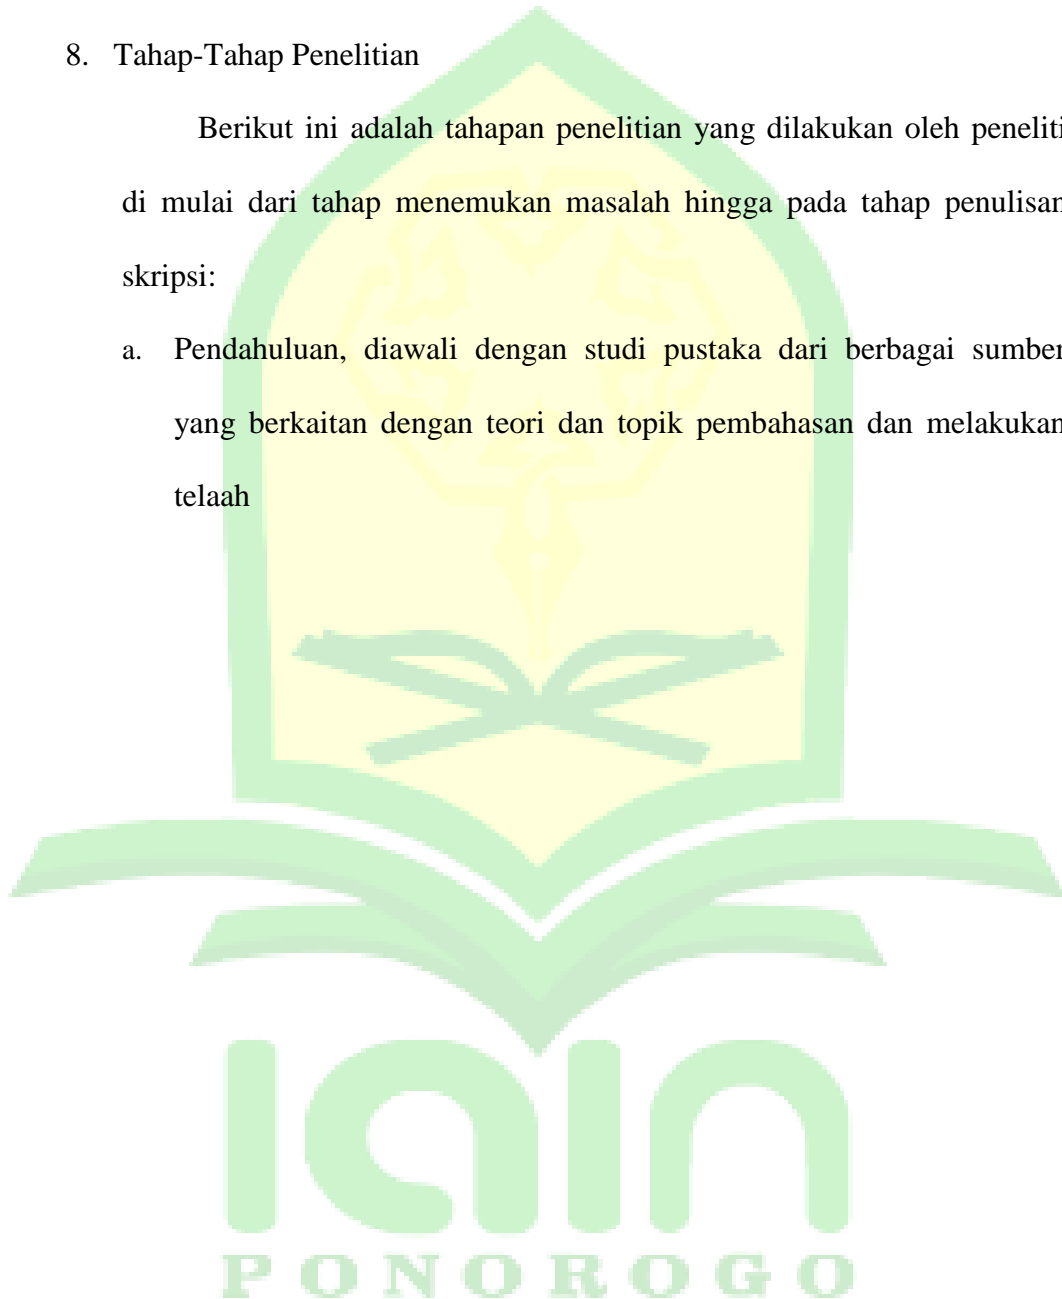 8. Tahap-Tahap Penelitian
Berikut ini adalah tahapan penelitian yang dilakukan oleh peneliti
di mulai dari tahap menemukan masalah hingga pada tahap penulisan
skripsi:
a. Pendahuluan, diawali dengan studi pustaka dari berbagai sumber
yang berkaitan dengan teori dan topik pembahasan dan melakukan
telaah
iain
PONOROGO